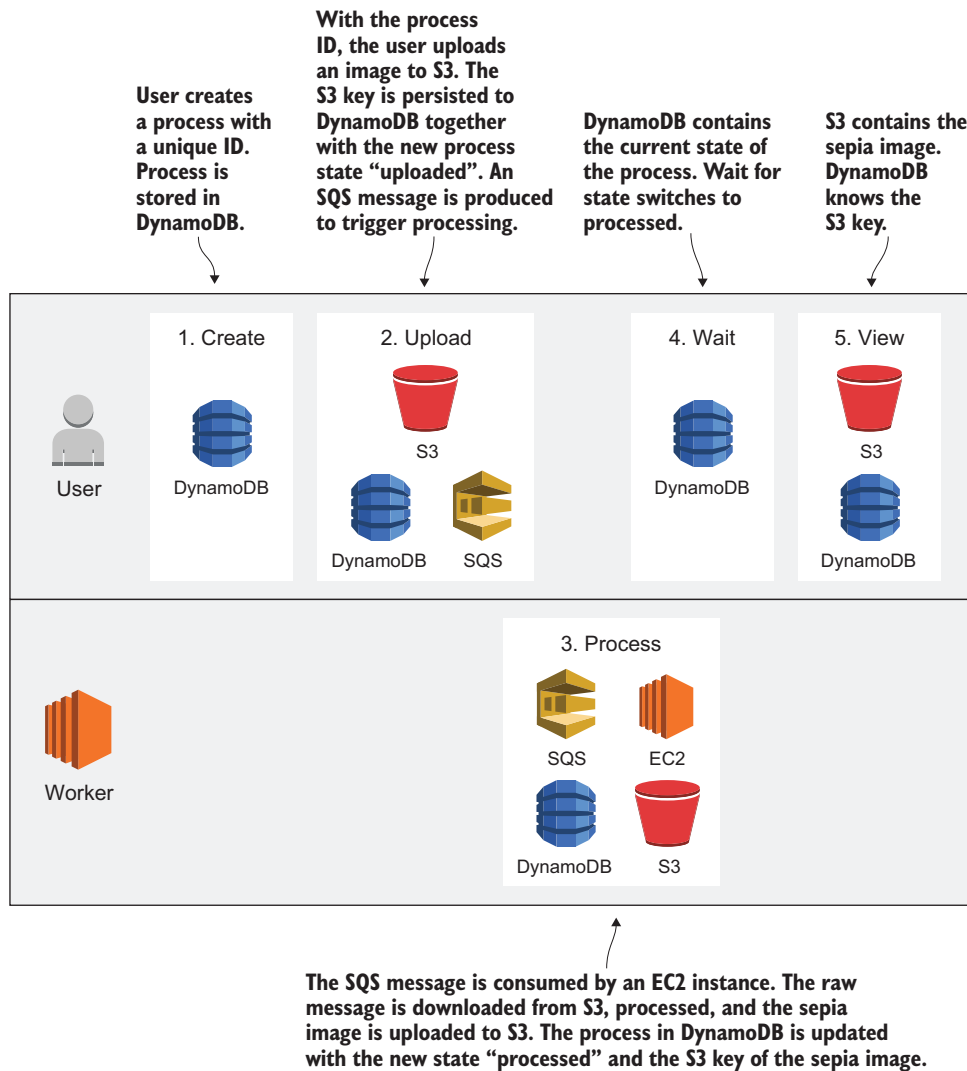 User creates
a process with
a unique ID.
Process is
stored in
DynamoDB.
With the process
ID, the user uploads
an image to S3. The
S3 key is persisted to
DynamoDB together
with the new process
state “uploaded”. An
SQS message is produced
to trigger processing.
DynamoDB contains
the current state of
the process. Wait for
state switches to
processed.
S3 contains the
sepia image.
DynamoDB
knows the
S3 key.
User
1. Create
DynamoDB
2. Upload
S3
DynamoDB
SQS
4. Wait
DynamoDB
5. View
S3
DynamoDB
Worker
3. Process
SQS
EC2
DynamoDB
S3
The SQS message is consumed by an EC2 instance. The raw
message is downloaded from S3, processed, and the sepia
image is uploaded to S3. The process in DynamoDB is updated
with the new state “processed” and the S3 key of the sepia image.